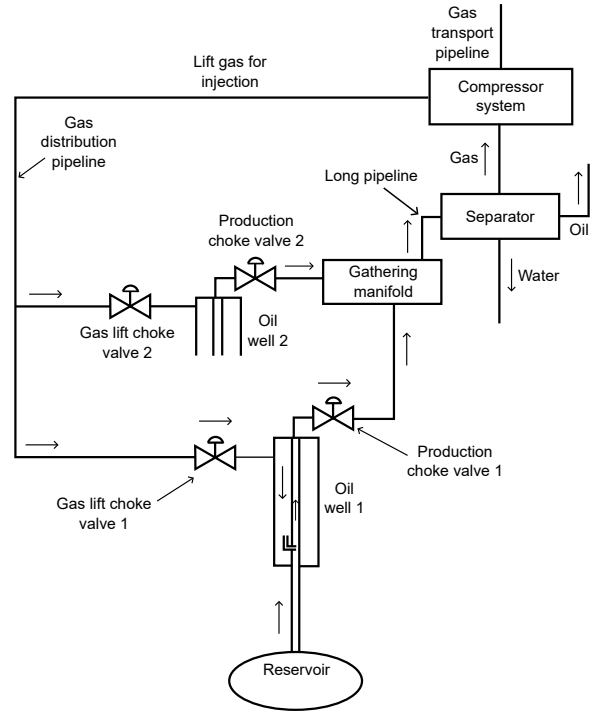 Gas
transport
pipeline
Lift gas for
injection
Compressor
system
Gas
distribution
pipeline
Gas
Long pipeline
Separator
Production
choke valve 2
Oil
Gathering
manifold
Water
Gas lift choke
valve 2
Oil
well 2
Production
choke valve 1
Gas lift choke
valve 1
Oil
well 1
Reservoir